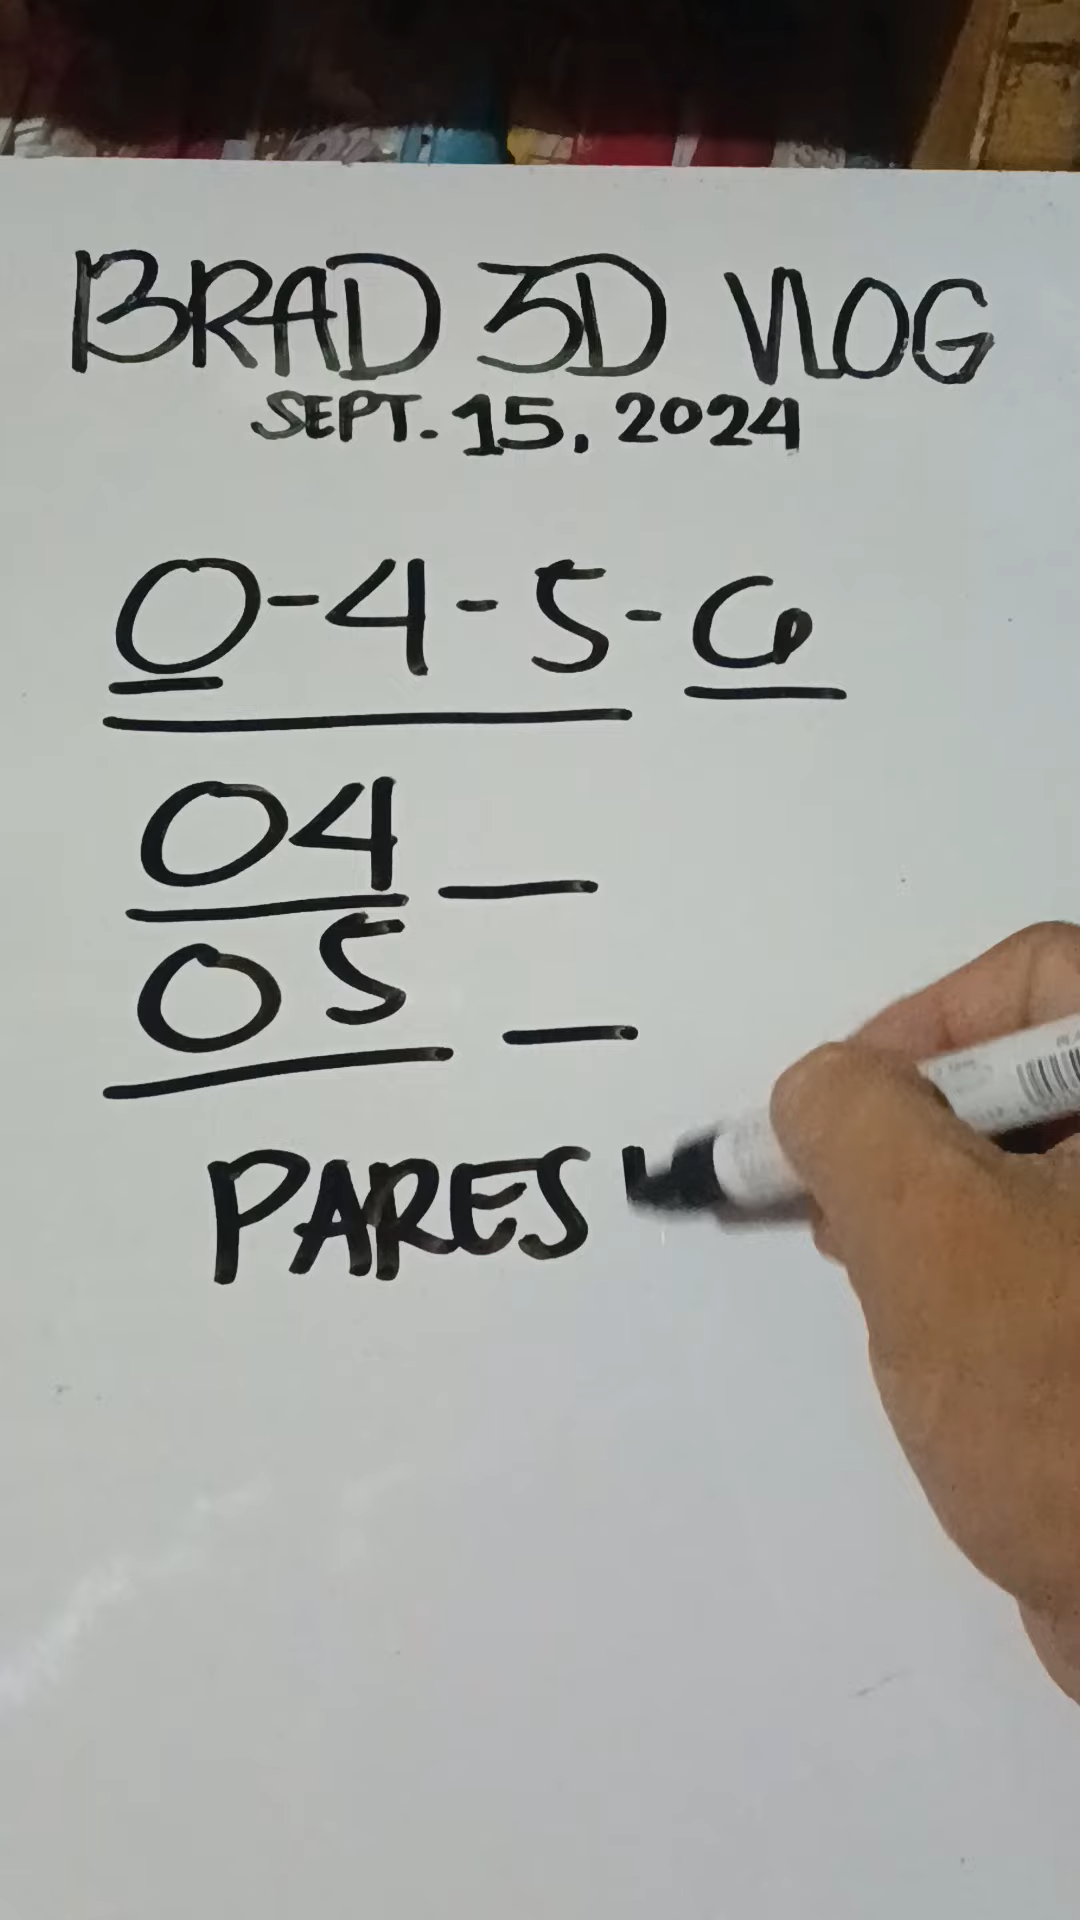 BRAD 3D VLOG
SEPT. 15, 2024
0-4-5-6
04 _
05 _
PARES